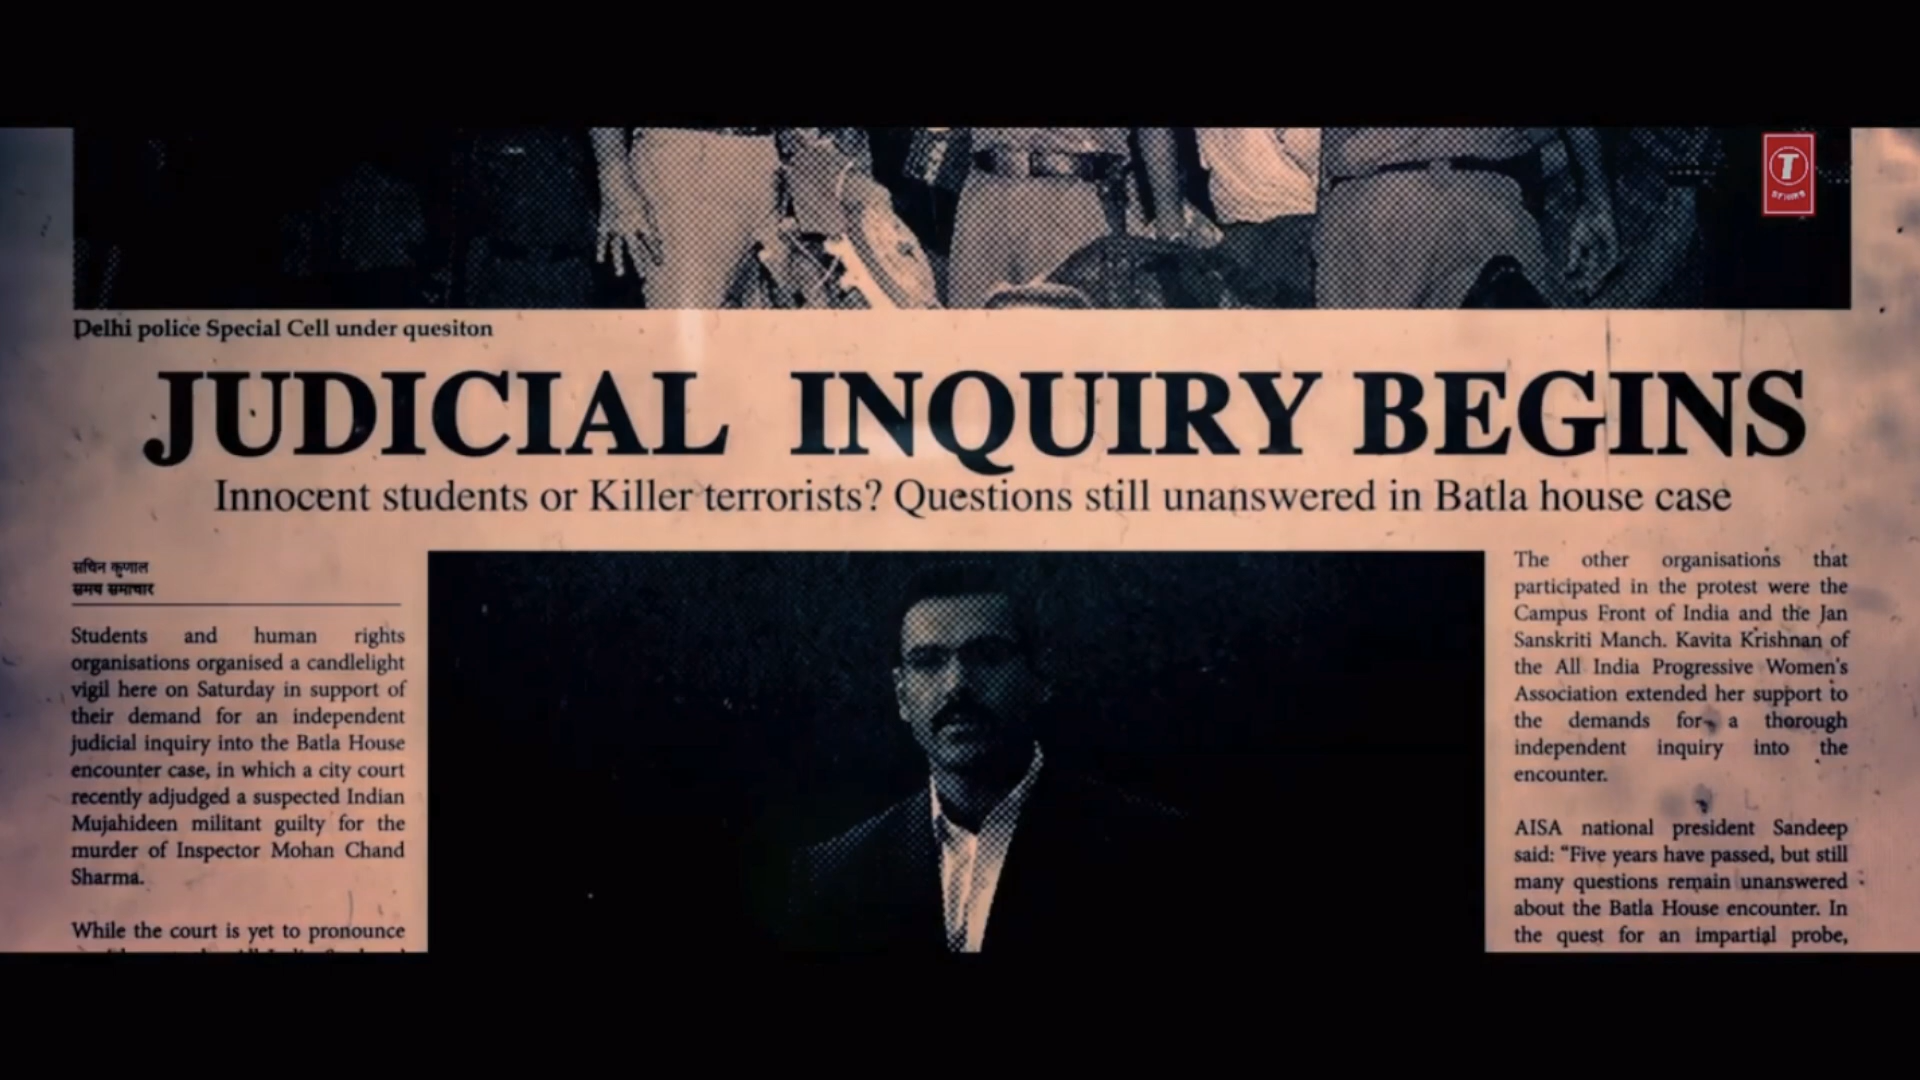 T
SERIES
Delhi police Special Cell under quesiton
JUDICIAL INQUIRY BEGINS
Innocent students or Killer terrorists? Questions still unanswered in Batla house case
सचिन कुणाल
समय समाचार
Students and human rights
organisations organised a candlelight
vigil here on Saturday in support of
their demand for an independent
judicial inquiry into the Batla House
encounter case, in which a city court
recently adjudged a suspected Indian
Mujahideen militant guilty for the
murder of Inspector Mohan Chand
Sharma.
While the court is yet to pronounce
The other organisations that
participated in the protest were the
Campus Front of India and the Jan
Sanskriti Manch. Kavita Krishnan of
the All India Progressive Women's
Association extended her support to
the demands for a thorough
independent inquiry into the
encounter.
AISA national president Sandeep
said: “Five years have passed, but still
many questions remain unanswered
about the Batla House encounter. In
the quest for an impartial probe,